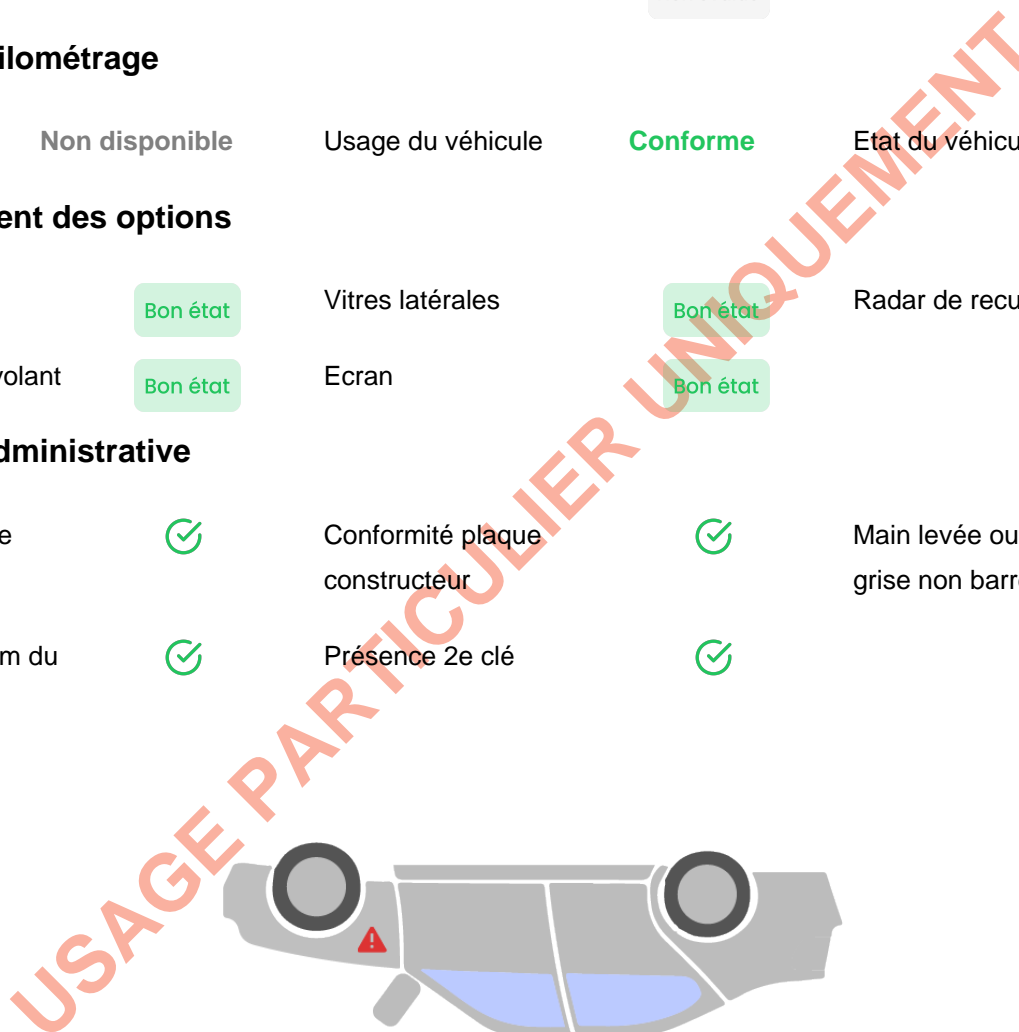 ilométrage
Non disponible Usage du véhicule Conforme Etat du véhicu
ent des options
Bon état Vitres latérales Bon état Radar de recu
volant Bon état Ecran Bon état
dministrative
e Conformité plaque Main levée ou
constructeur grise non barr
m du Présence 2e clé
USAGE PARTICULIER UNIQUEMENT